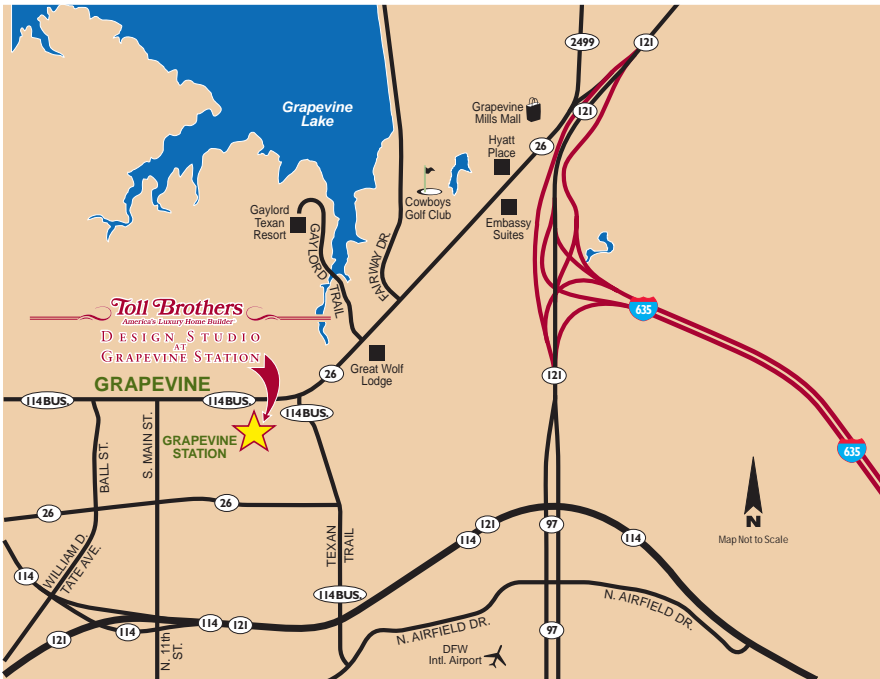 2499
121
Grapevine
Lake
Grapevine
Mills Mall
121
Hyatt
Place
26
Cowboys
Golf Club
Gaylord
Texan
Resort
Embassy
Suites
GAYLORD TRAIL
FAIRWAY DR.
635
Toll Brothers
America's Luxury Home Builder
DESIGN STUDIO
AT
GRAPEVINE STATION
Great Wolf
Lodge
26
121
GRAPEVINE
114BUS.
114BUS.
114BUS.
GRAPEVINE
STATION
BALL ST.
S. MAIN ST.
635
N
Map Not to Scale
26
26
121
114
97
114
TEXAN
TRAIL
WILLIAM D.
TATE AVE.
114
114BUS.
N. AIRFIELD DR.
N. AIRFIELD DR.
121
114
114
121
97
N. 11th
ST.
DFW
Intl. Airport